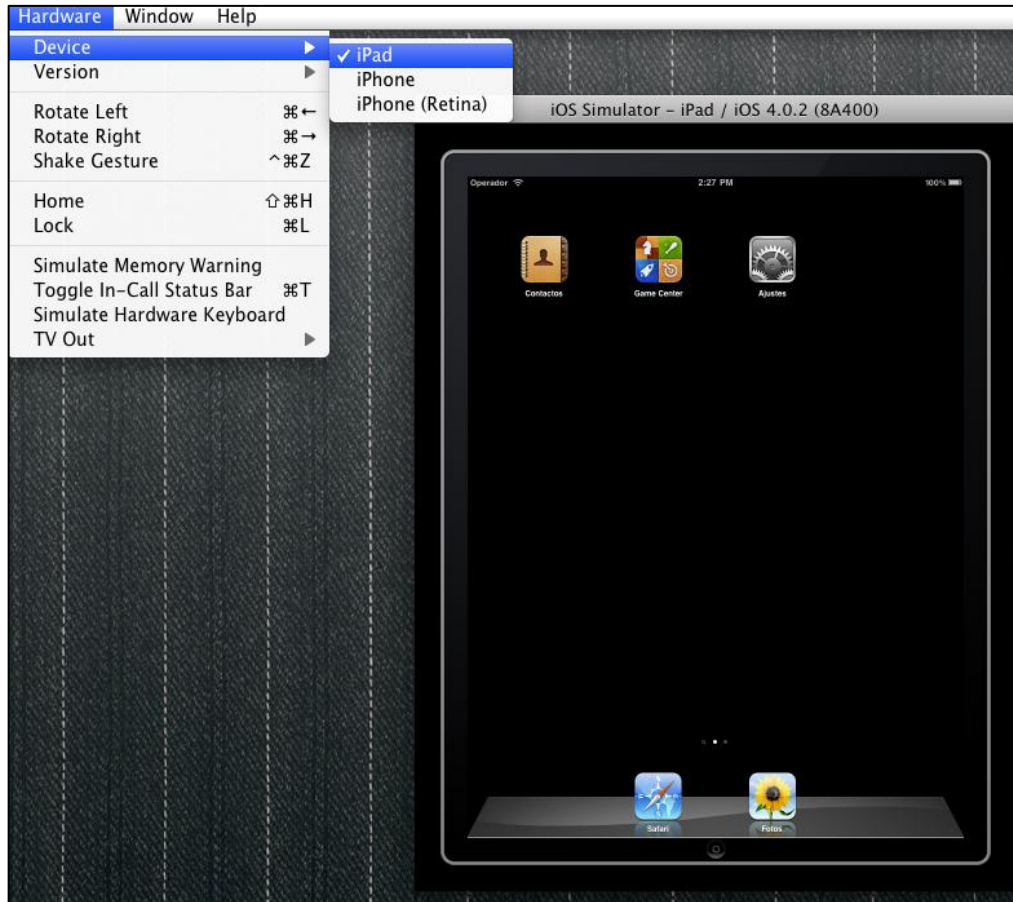 Hardware Window Help
Device
Version
Rotate Left ⌘←
Rotate Right ⌘→
Shake Gesture ^⌘Z
Home ⇧⌘H
Lock ⌘L
Simulate Memory Warning
Toggle In-Call Status Bar ⌘T
Simulate Hardware Keyboard
TV Out
✓ iPad
iPhone
iPhone (Retina)
iOS Simulator – iPad / iOS 4.0.2 (8A400)
Operador 2:27 PM 100%
Contactos Game Center Ajustes
Safari Fotos